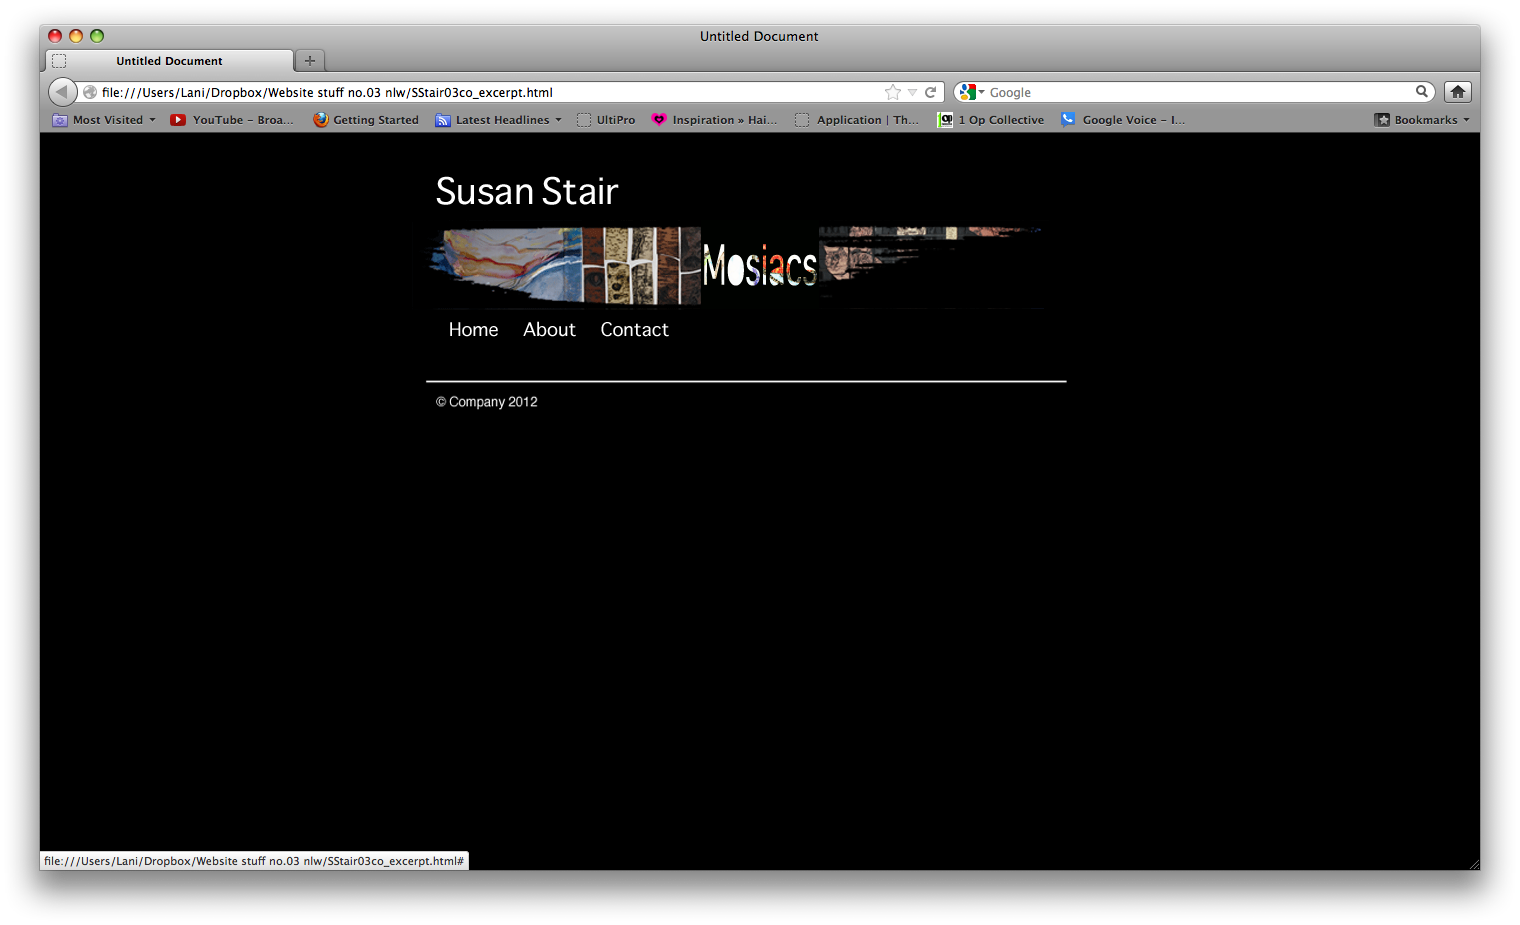 Untitled Document
Untitled Document
file:///Users/Lani/Dropbox/Website stuff no.03 nlw/SStair03co_excerpt.html
Google
Most Visited YouTube – Broa... Getting Started Latest Headlines UltiPro Inspiration » Hai... Application | Th... 1 Op Collective Google Voice – I... Bookmarks
Susan Stair
Mosiacs
Home About Contact
© Company 2012
file:///Users/Lani/Dropbox/Website stuff no.03 nlw/SStair03co_excerpt.html#